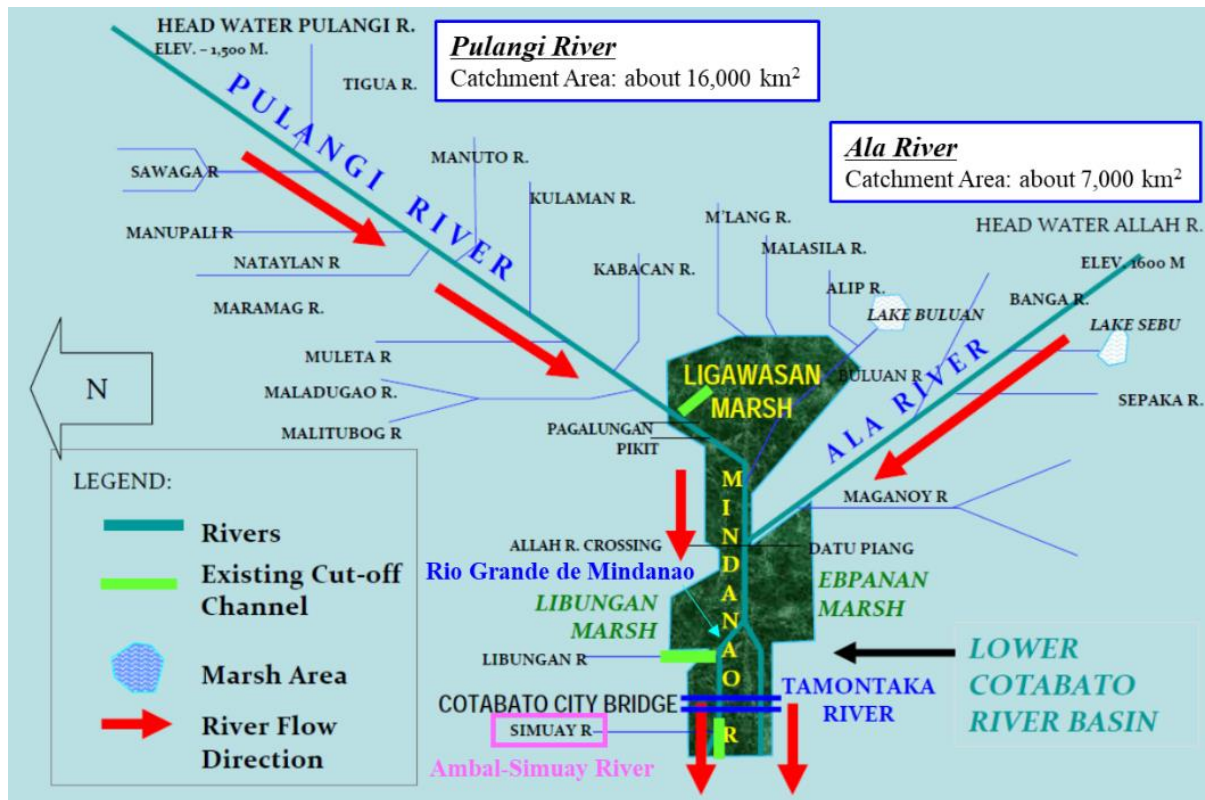 HEAD WATER PULANGI R.
ELEV. – 1,500 M.
Pulangi River
Catchment Area: about 16,000 km²
TIGUA R.
PULANGI RIVER
Ala River
Catchment Area: about 7,000 km²
MANUTO R.
SAWAGA R
KULAMAN R.
M'LANG R.
HEAD WATER ALLAH R.
MANUPALI R
MALASILA R.
NATAYLAN R
KABACAN R.
ELEV. 1600 M
ALIP R.
BANGA R.
MARAMAG R.
LAKE BULUAN
LAKE SEBU
N
MULETA R
LIGAWASAN
MARSH
BULUAN R
ALA RIVER
MALADUGAO R.
SEPAKA R.
MALITUBOG R
PAGALUNGAN
PIKIT
MINDANAO R
MAGANOY R
LEGEND:
Rivers
Existing Cut-off
Channel
Marsh Area
River Flow
Direction
ALLAH R. CROSSING
DATU PIANG
Rio Grande de Mindanao
EBPANAN
MARSH
LIBUNGAN
MARSH
LIBUNGAN R
LOWER
COTABATO
RIVER BASIN
COTABATO CITY BRIDGE
TAMONTAKA
RIVER
SIMUAY R
Ambal-Simuay River